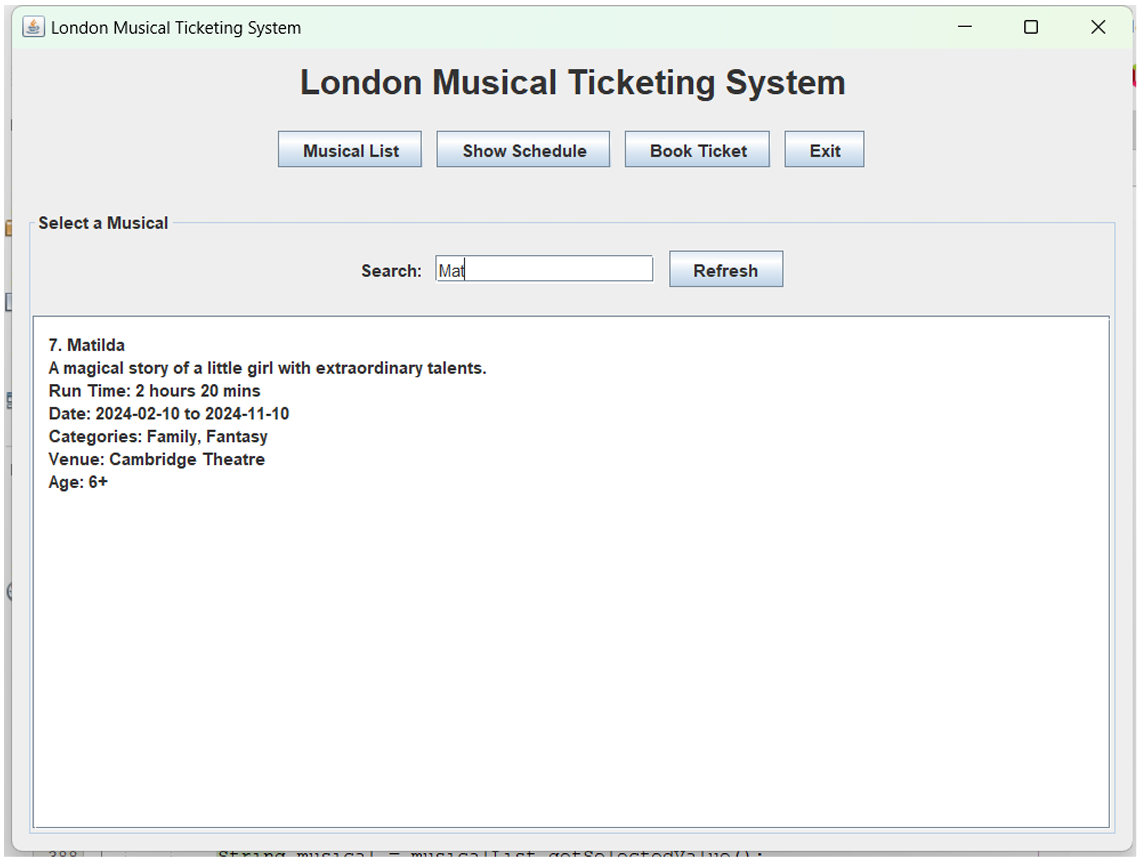 London Musical Ticketing System
London Musical Ticketing System
Musical List Show Schedule Book Ticket Exit
Select a Musical
Search: Mat Refresh
7. Matilda
A magical story of a little girl with extraordinary talents.
Run Time: 2 hours 20 mins
Date: 2024-02-10 to 2024-11-10
Categories: Family, Fantasy
Venue: Cambridge Theatre
Age: 6+
388 String musical = musicalList.getSelectedValue();